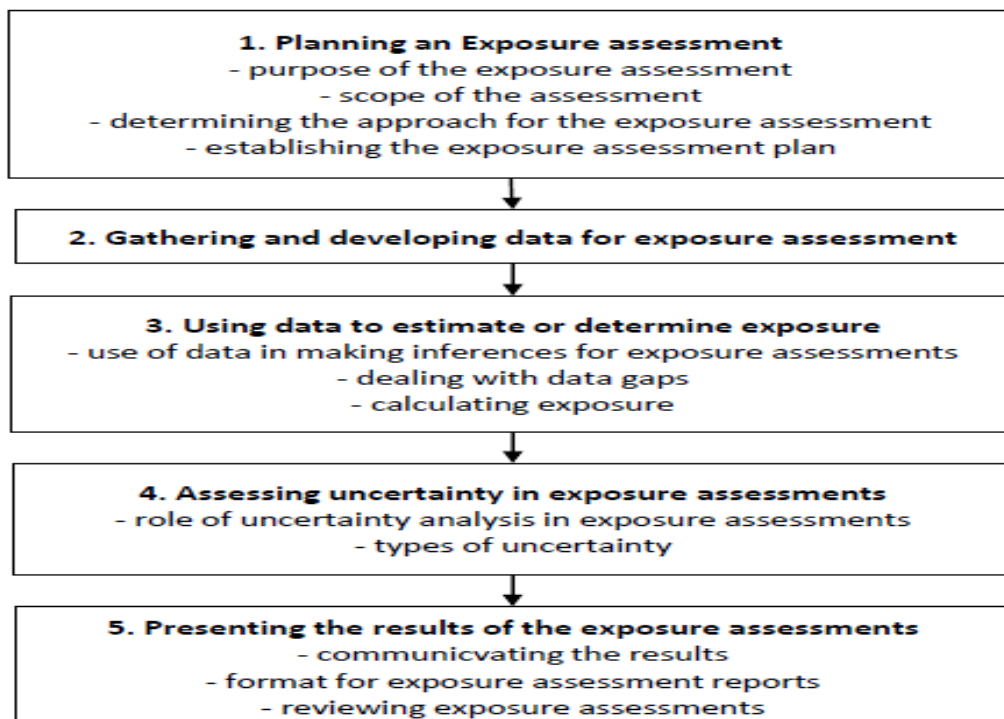 1. Planning an Exposure assessment
- purpose of the exposure assessment
- scope of the assessment
- determining the approach for the exposure assessment
- establishing the exposure assessment plan
2. Gathering and developing data for exposure assessment
3. Using data to estimate or determine exposure
- use of data in making inferences for exposure assessments
- dealing with data gaps
- calculating exposure
4. Assessing uncertainty in exposure assessments
- role of uncertainty analysis in exposure assessments
- types of uncertainty
5. Presenting the results of the exposure assessments
- communicvating the results
- format for exposure assessment reports
- reviewing exposure assessments